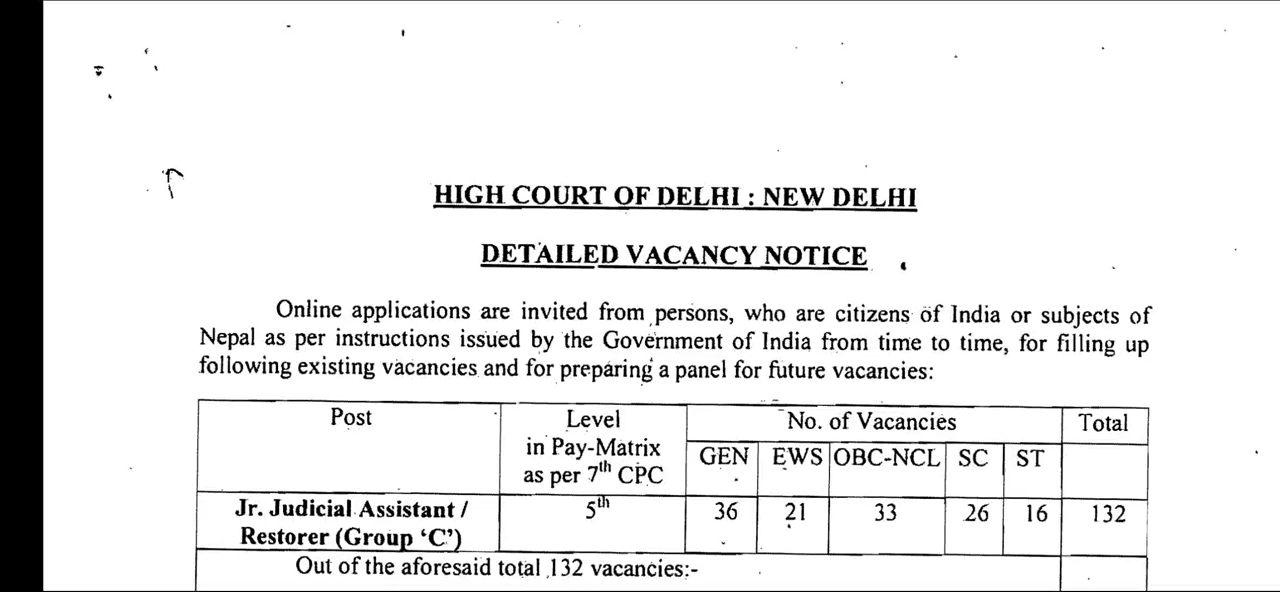 HIGH COURT OF DELHI : NEW DELHI
DETAILED VACANCY NOTICE
Online applications are invited from persons, who are citizens of India or subjects of
Nepal as per instructions issued by the Government of India from time to time, for filling up
following existing vacancies and for preparing a panel for future vacancies:
Post Level No. of Vacancies Total
in Pay-Matrix
as per 7th CPC GEN EWS OBC-NCL SC ST
Jr. Judicial Assistant / 5th 36 21 33 26 16 132
Restorer (Group ‘C’)
Out of the aforesaid total 132 vacancies:-